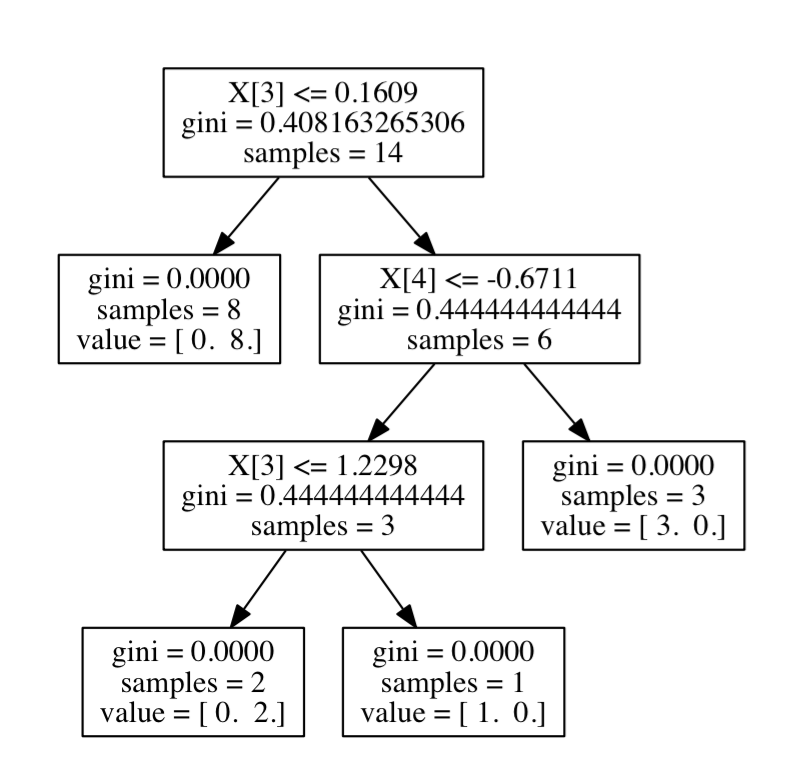 X[3] <= 0.1609
gini = 0.408163265306
samples = 14
gini = 0.0000
samples = 8
value = [ 0.  8.]
X[4] <= -0.6711
gini = 0.444444444444
samples = 6
X[3] <= 1.2298
gini = 0.444444444444
samples = 3
gini = 0.0000
samples = 3
value = [ 3.  0.]
gini = 0.0000
samples = 2
value = [ 0.  2.]
gini = 0.0000
samples = 1
value = [ 1.  0.]